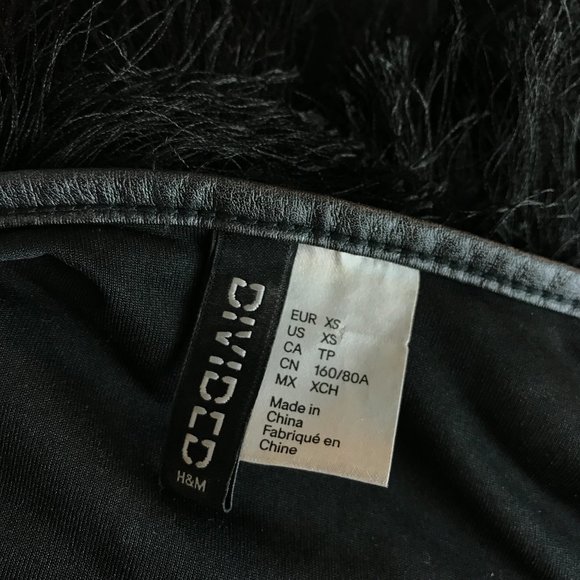 DIVIDED
H&M
EUR XS
US XS
CA TP
CN 160/80A
MX XCH
Made in
China
Fabriqué en
Chine